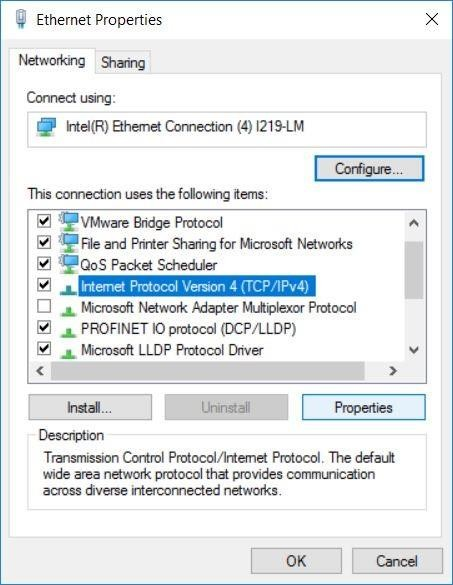 Ethernet Properties
Networking
Sharing
Connect using:
Intel(R) Ethernet Connection (4) I219-LM
Configure...
This connection uses the following items:
VMware Bridge Protocol
File and Printer Sharing for Microsoft Networks
QoS Packet Scheduler
Internet Protocol Version 4 (TCP/IPv4)
Microsoft Network Adapter Multiplexor Protocol
PROFINET IO protocol (DCP/LLDP)
Microsoft LLDP Protocol Driver
Install...
Uninstall
Properties
Description
Transmission Control Protocol/Internet Protocol. The default
wide area network protocol that provides communication
across diverse interconnected networks.
OK
Cancel